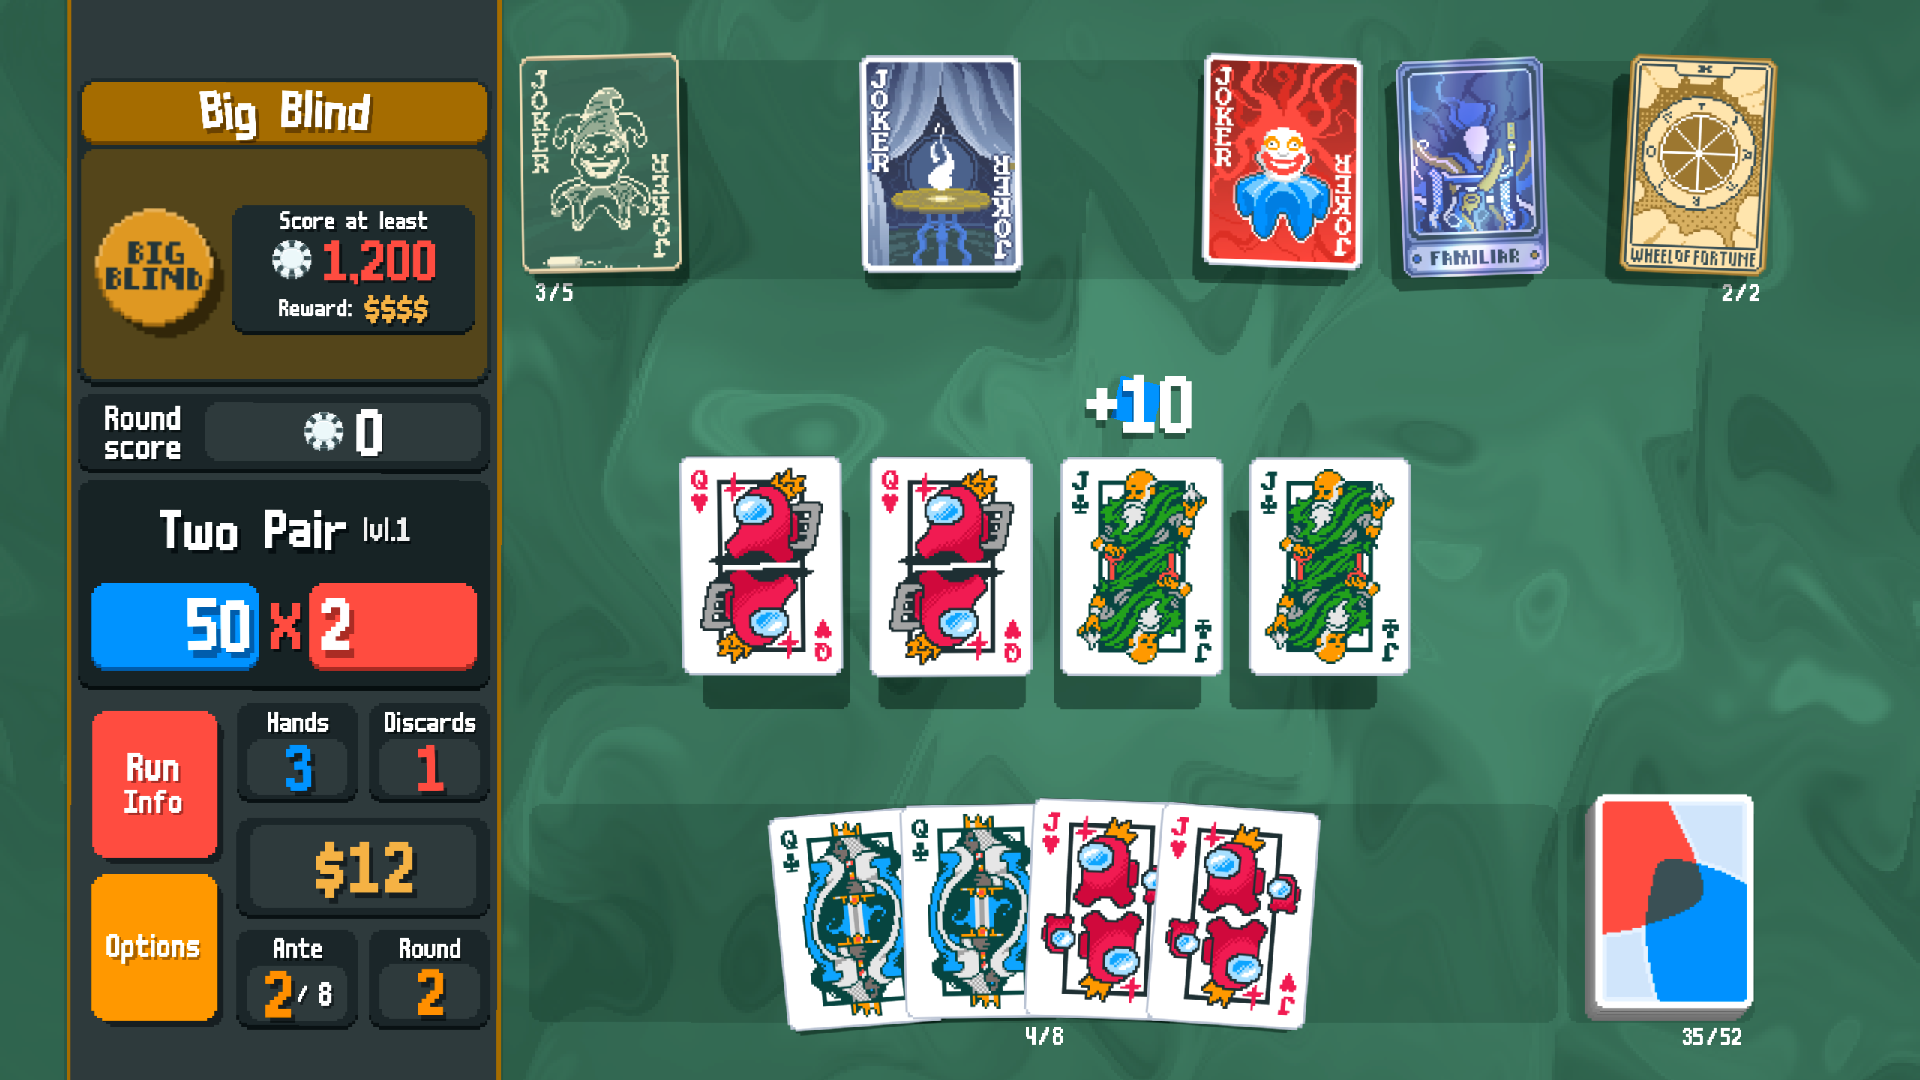 Big Blind
BIG
BLIND
Score at least
1,200
Reward: $$$$
Round
score
0
Two Pair lvl.1
50 X 2
Run
Info
Hands
3
Discards
1
$12
Options
Ante
2/8
Round
2
JOKER
JOKER
3/5
JOKER
JOKER
JOKER
JOKER
FAMILIAR
X
WHEEL OF FORTUNE
2/2
+10
Q
Q
Q
Q
J
J
J
J
Q
Q
J
J
J
4/8
35/52